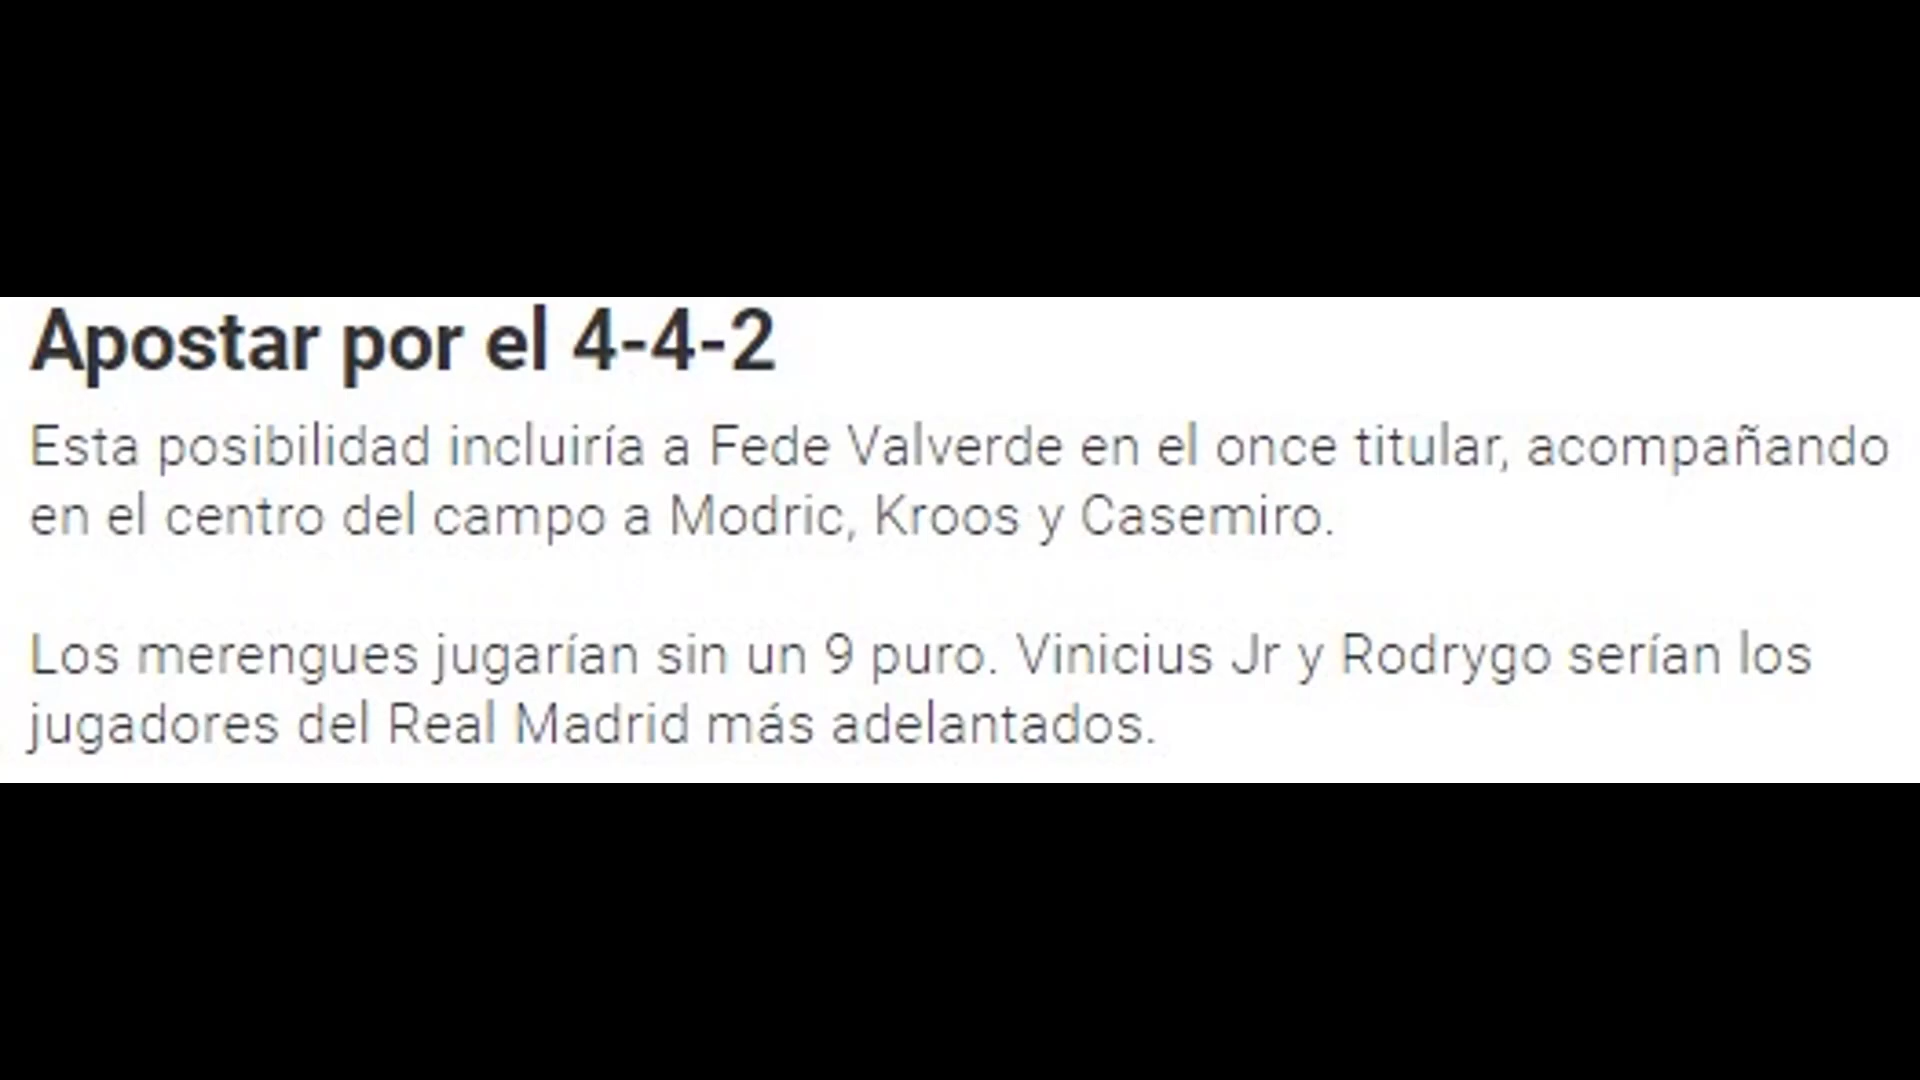 Apostar por el 4-4-2
Esta posibilidad incluiría a Fede Valverde en el once titular, acompañando
en el centro del campo a Modric, Kroos y Casemiro.
Los merengues jugarían sin un 9 puro. Vinicius Jr y Rodrygo serían los
jugadores del Real Madrid más adelantados.